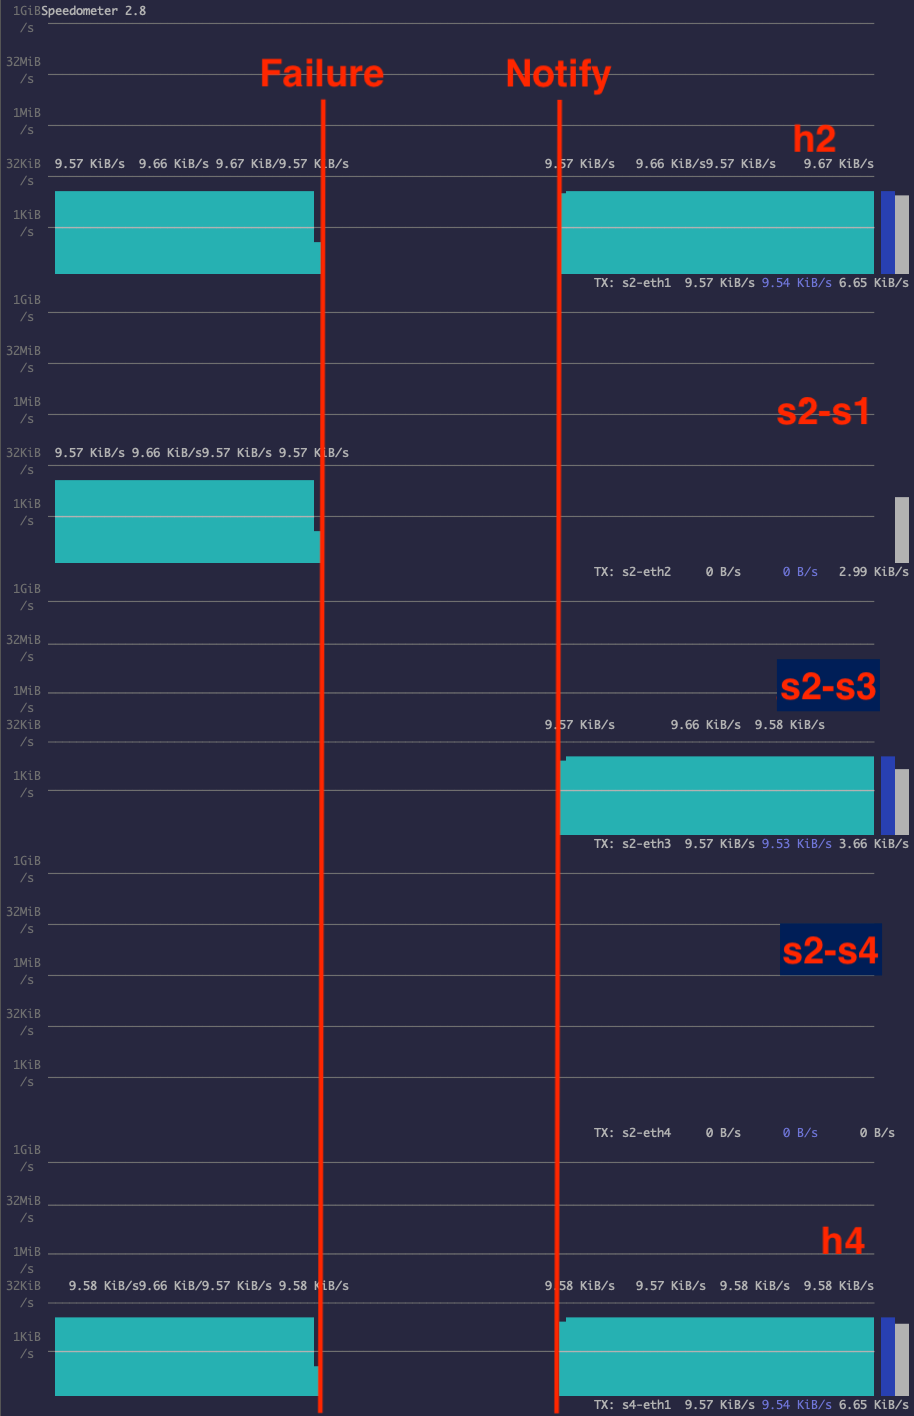 1GiB Speedometer 2.8
/s
32MiB
/s
Failure Notify
1MiB
/s
h2
32KiB 9.57 KiB/s 9.66 KiB/s 9.67 KiB/9.57 KiB/s 9.57 KiB/s 9.66 KiB/s9.57 KiB/s 9.67 KiB/s
/s
1KiB
/s
TX: s2-eth1 9.57 KiB/s 9.54 KiB/s 6.65 KiB/s
1GiB
/s
32MiB
/s
1MiB
/s
s2-s1
32KiB 9.57 KiB/s 9.66 KiB/s9.57 KiB/s 9.57 KiB/s
/s
1KiB
/s
TX: s2-eth2 0 B/s 0 B/s 2.99 KiB/s
1GiB
/s
32MiB
/s
1MiB
/s
s2-s3
32KiB 9.57 KiB/s 9.66 KiB/s 9.58 KiB/s
/s
1KiB
/s
TX: s2-eth3 9.57 KiB/s 9.53 KiB/s 3.66 KiB/s
1GiB
/s
32MiB
/s
s2-s4
1MiB
/s
32KiB
/s
1KiB
/s
TX: s2-eth4 0 B/s 0 B/s 0 B/s
1GiB
/s
32MiB
/s
h4
1MiB
/s
32KiB 9.58 KiB/s9.66 KiB/9.57 KiB/s 9.58 KiB/s 9.58 KiB/s 9.57 KiB/s 9.58 KiB/s 9.58 KiB/s
/s
1KiB
/s
TX: s4-eth1 9.57 KiB/s 9.54 KiB/s 6.65 KiB/s